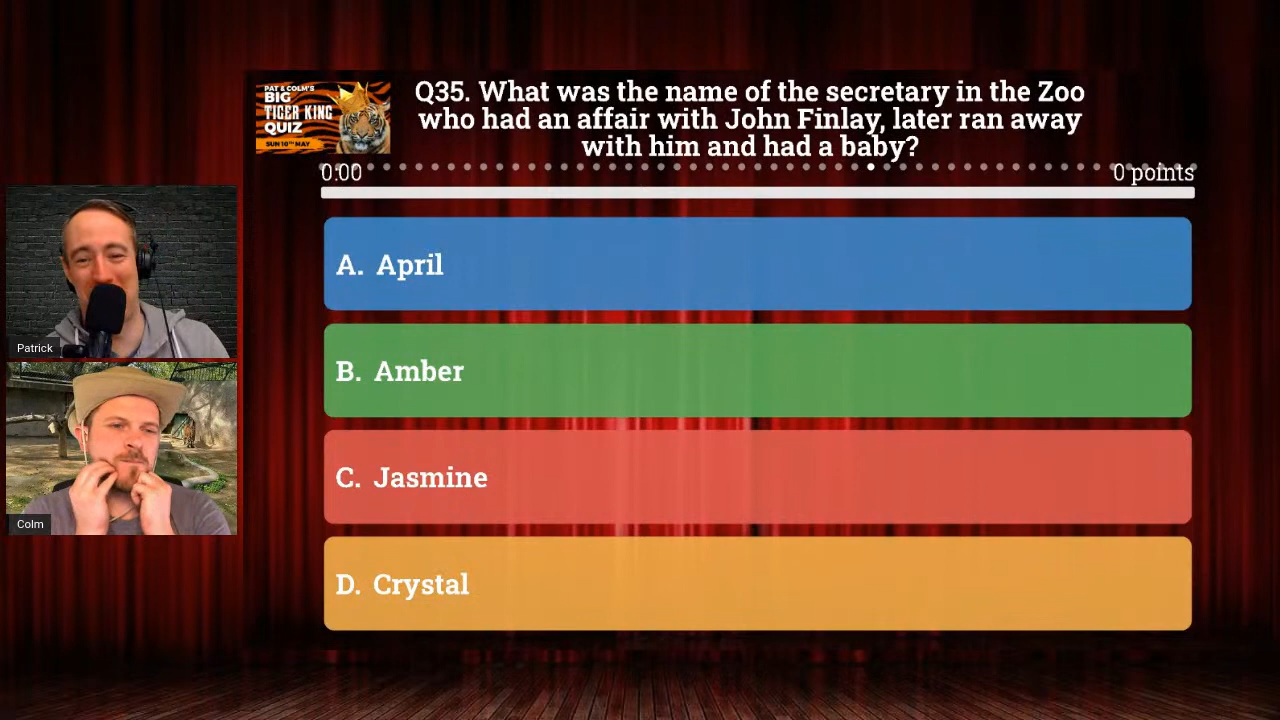 PAT & COLM'S
BIG
TIGER KING
QUIZ
SUN 10TH MAY
Q35. What was the name of the secretary in the Zoo
who had an affair with John Finlay, later ran away
with him and had a baby?
0:00
0 points
A. April
B. Amber
C. Jasmine
D. Crystal
Patrick
Colm